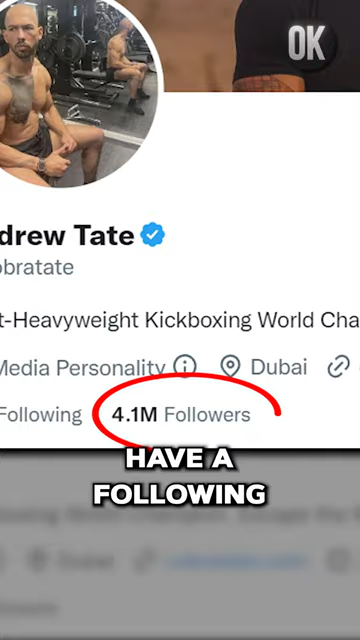 OK
drew Tate
obratate
t-Heavyweight Kickboxing World Cha
Media Personality Dubai
Following 4.1M Followers
HAVE A
FOLLOWING